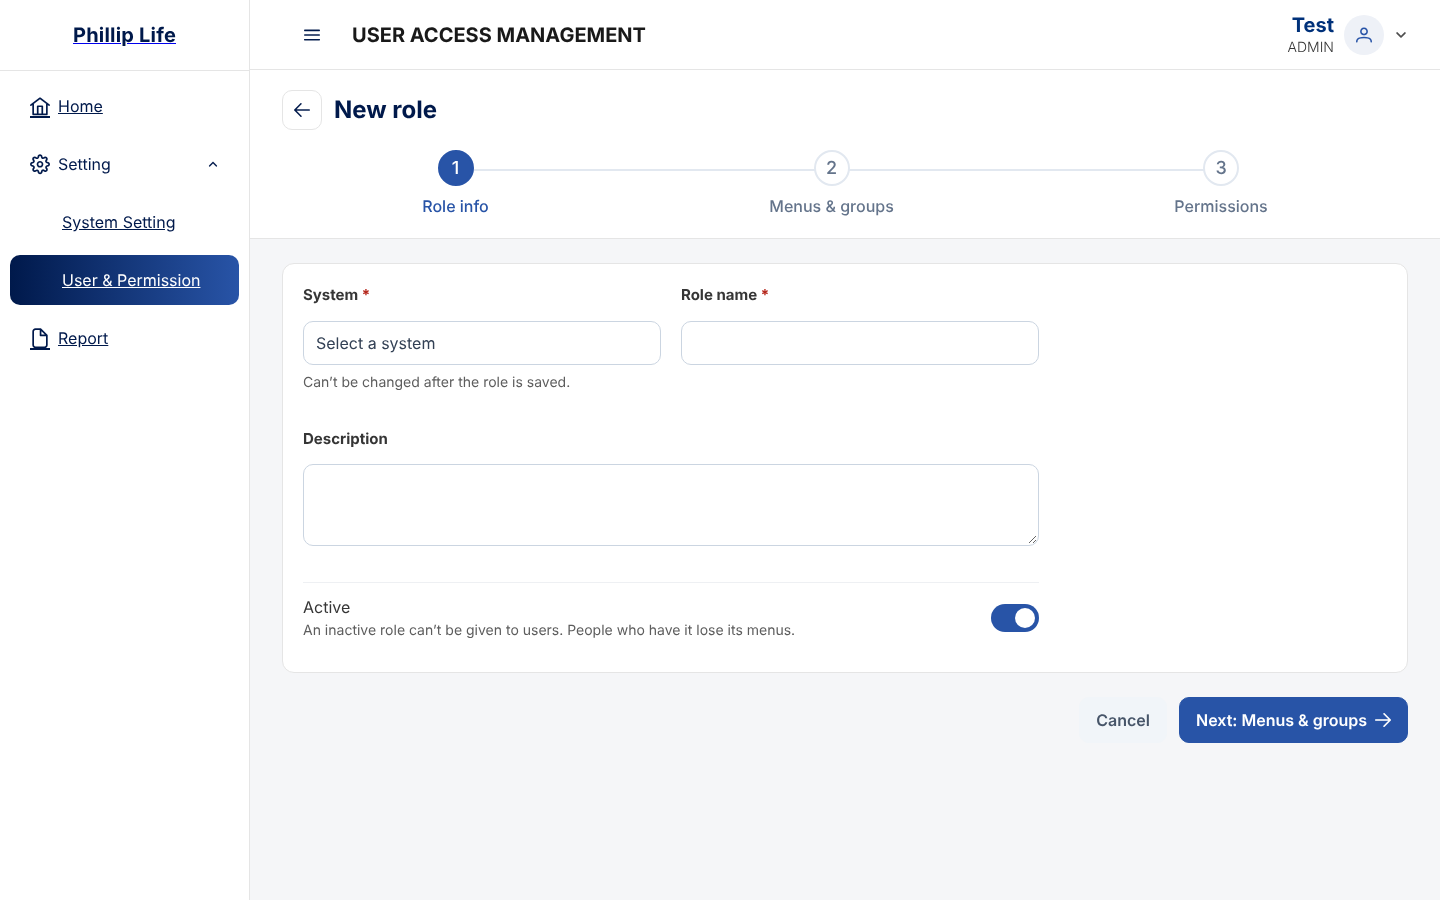 Phillip Life
USER ACCESS MANAGEMENT
Test
ADMIN
Home
Setting
System Setting
User & Permission
Report
New role
1
2
3
Role info
Menus & groups
Permissions
System *
Role name *
Select a system
Can’t be changed after the role is saved.
Description
Active
An inactive role can’t be given to users. People who have it lose its menus.
Cancel
Next: Menus & groups